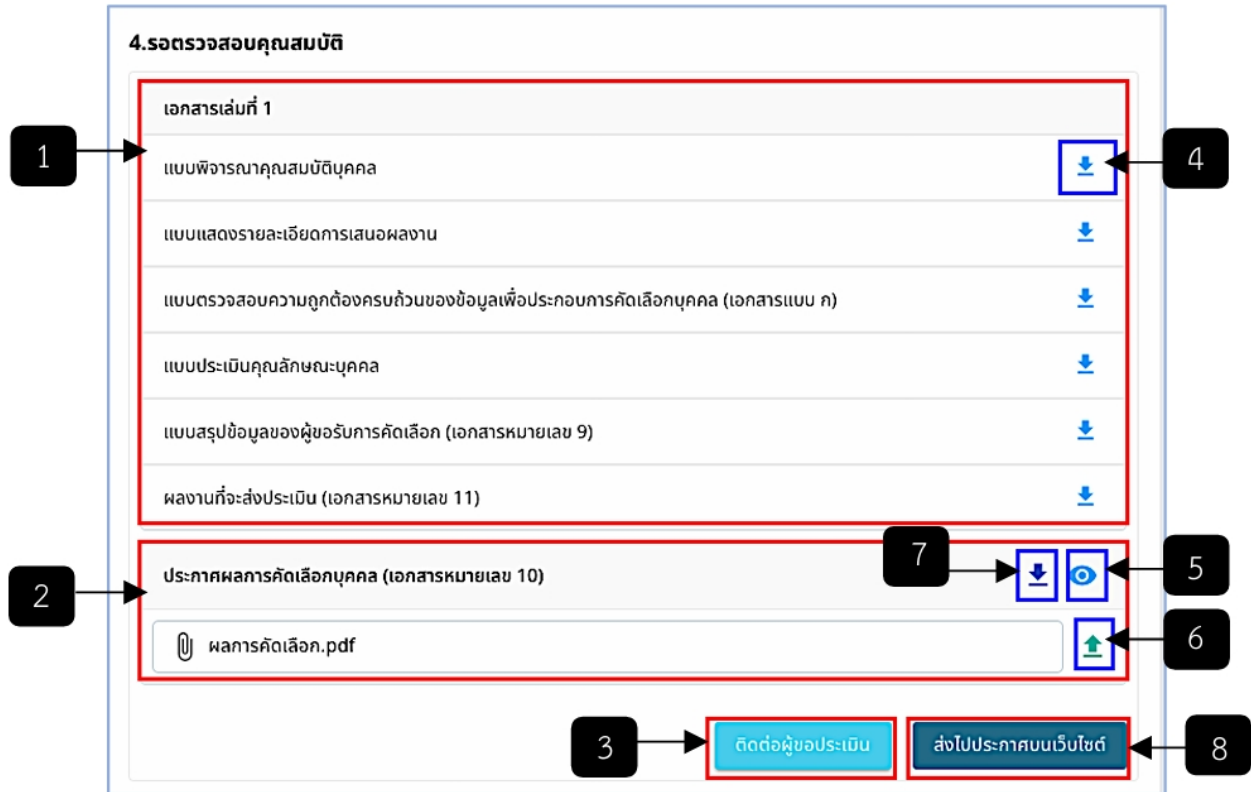 4.รอตรวจสอบคุณสมบัติ
เอกสารเล่มที่ 1
1
แบบพิจารณาคุณสมบัติบุคคล
4
แบบแสดงรายละเอียดการเสนอผลงาน
แบบตรวจสอบความถูกต้องครบถ้วนของข้อมูลเพื่อประกอบการคัดเลือกบุคคล (เอกสารแบบ ก)
แบบประเมินคุณลักษณะบุคคล
แบบสรุปข้อมูลของผู้ขอรับการคัดเลือก (เอกสารหมายเลข 9)
ผลงานที่จะส่งประเมิน (เอกสารหมายเลข 11)
2
ประกาศผลการคัดเลือกบุคคล (เอกสารหมายเลข 10)
7
5
ผลการคัดเลือก.pdf
6
3
ติดต่อผู้ขอประเมิน
ส่งไปประกาศบนเว็บไซต์
8